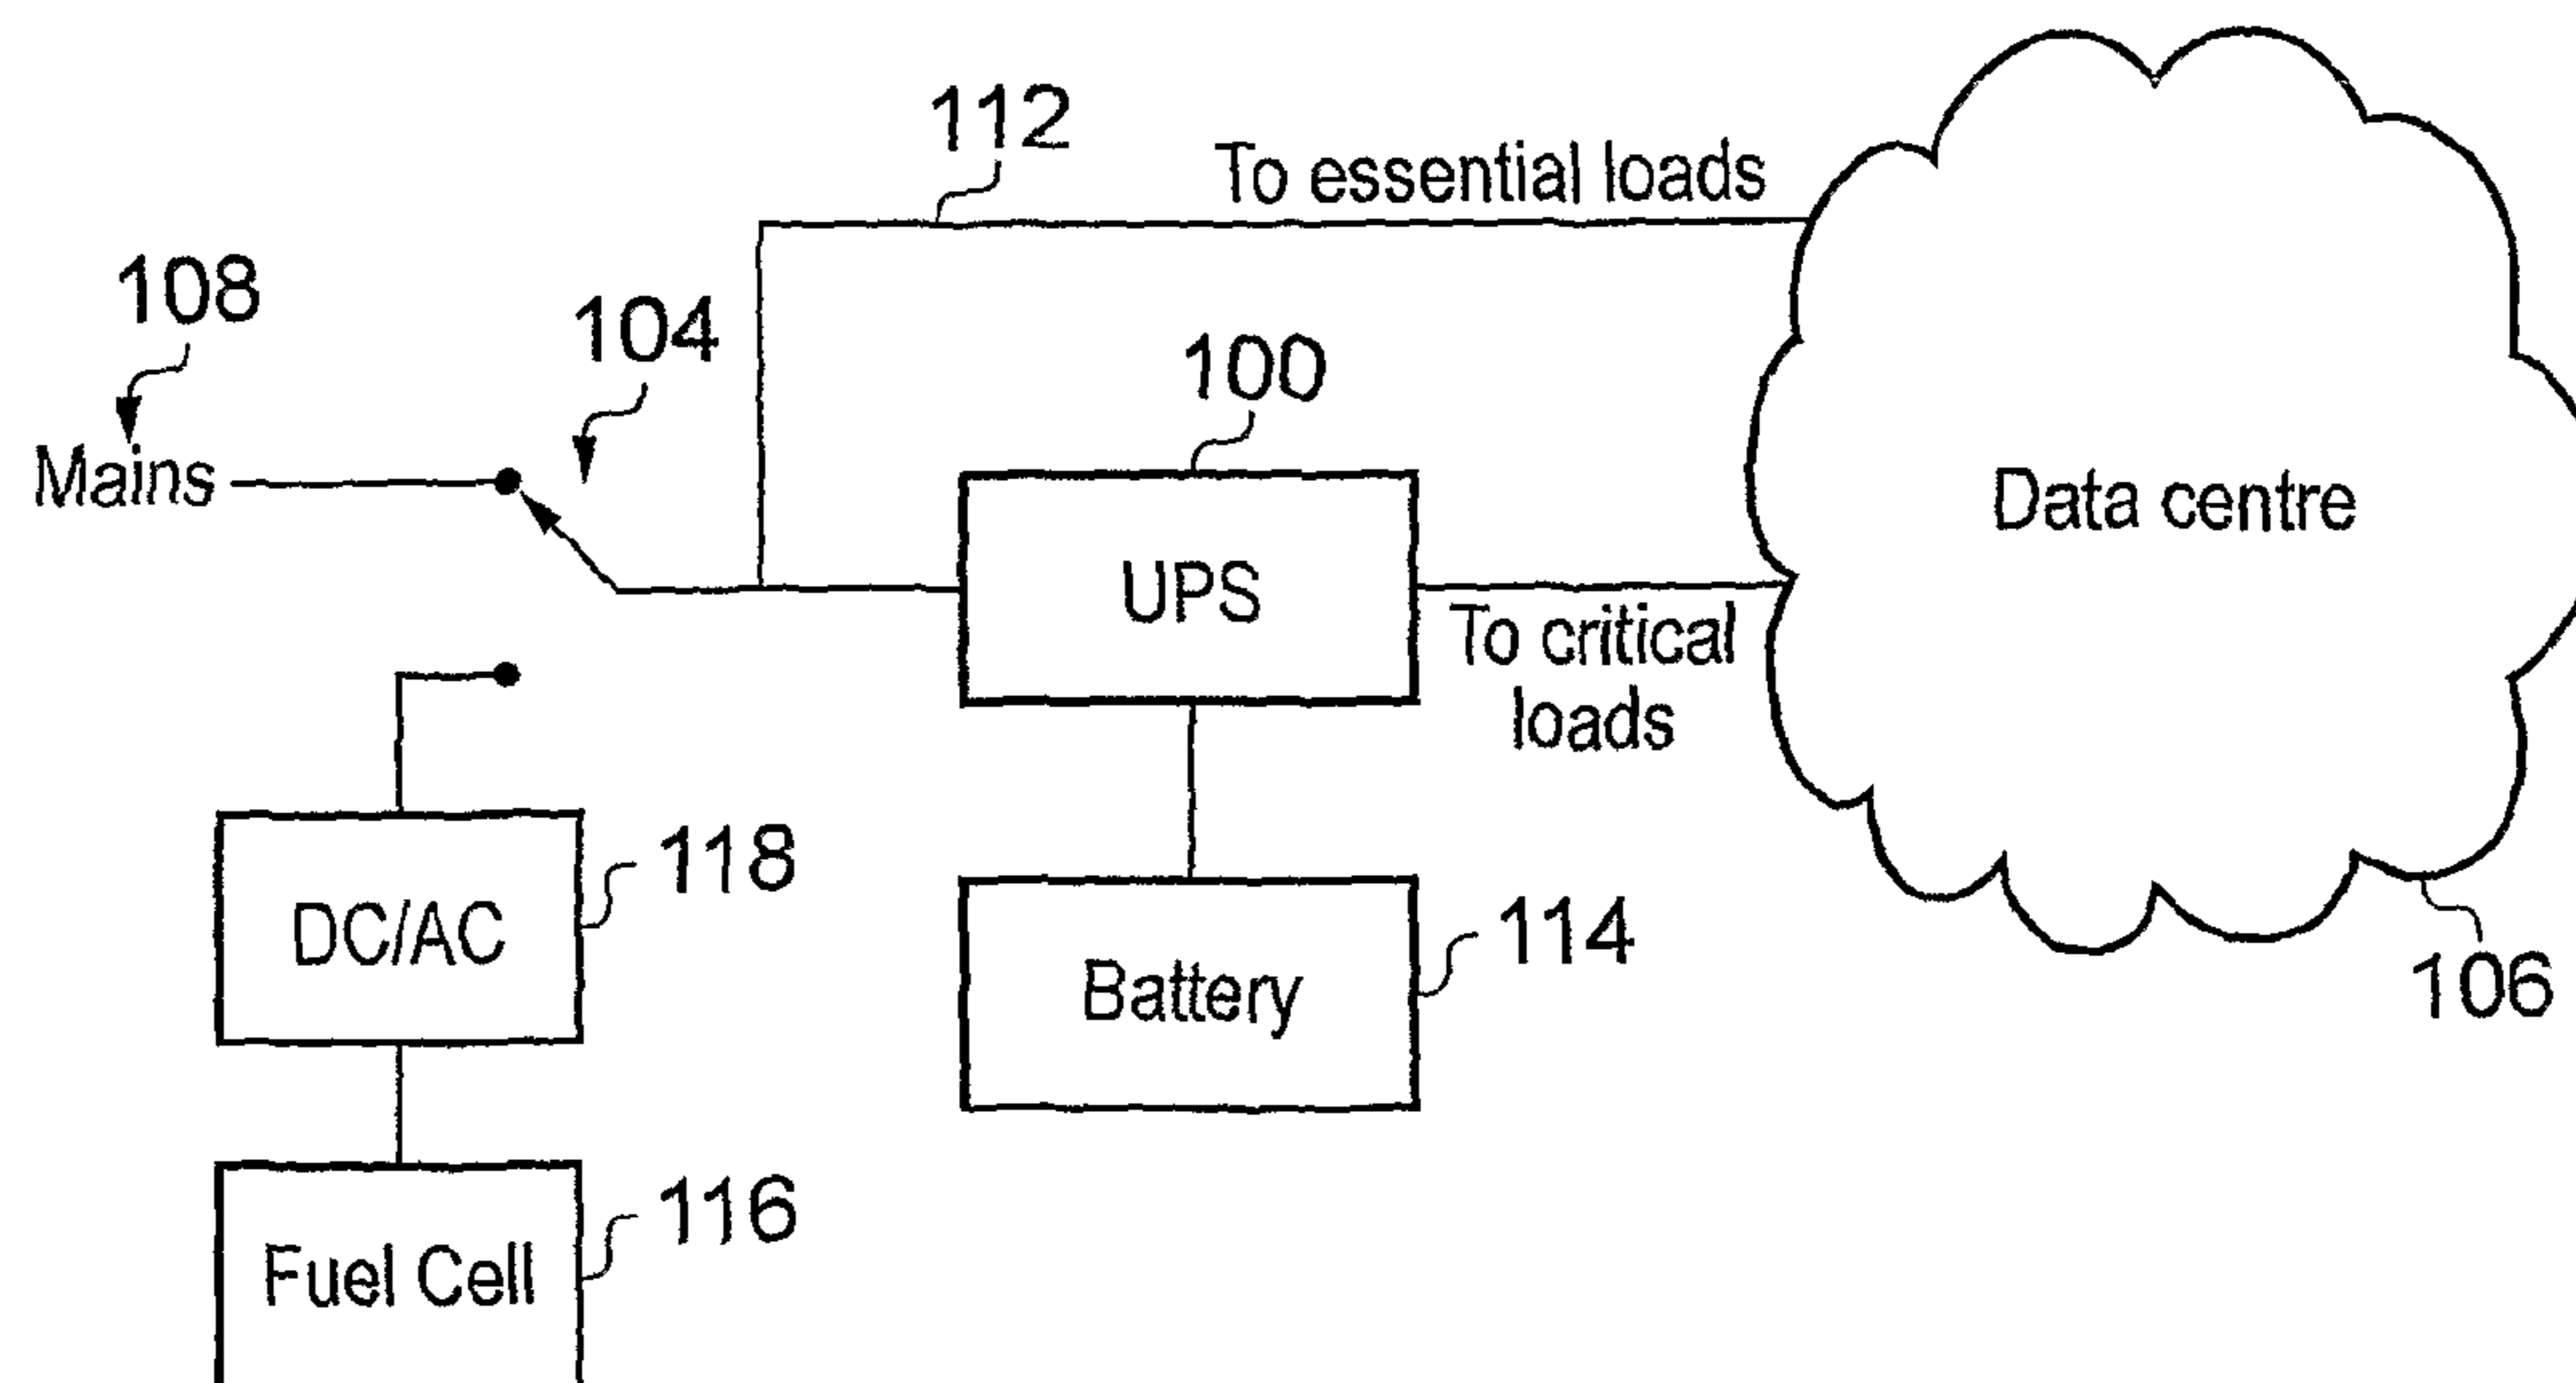 112
To essential loads
108
104
100
Mains
Data centre
UPS
To critical
loads
118
DC/AC
114
Battery
106
116
Fuel Cell